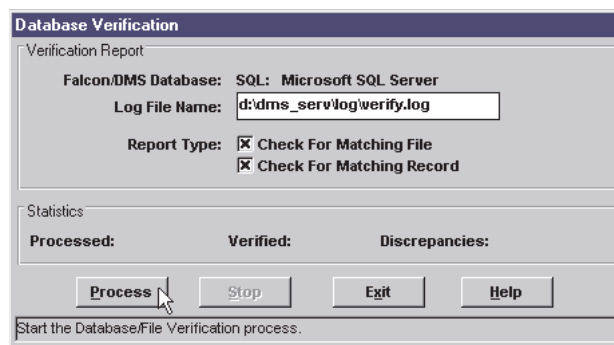 Database Verification
Verification Report
Falcon/DMS Database: SQL: Microsoft SQL Server
Log File Name: d:\dms_serv\log\verify.log
Report Type: Check For Matching File
Check For Matching Record
Statistics
Processed: Verified: Discrepancies:
Process Stop Exit Help
Start the Database/File Verification process.